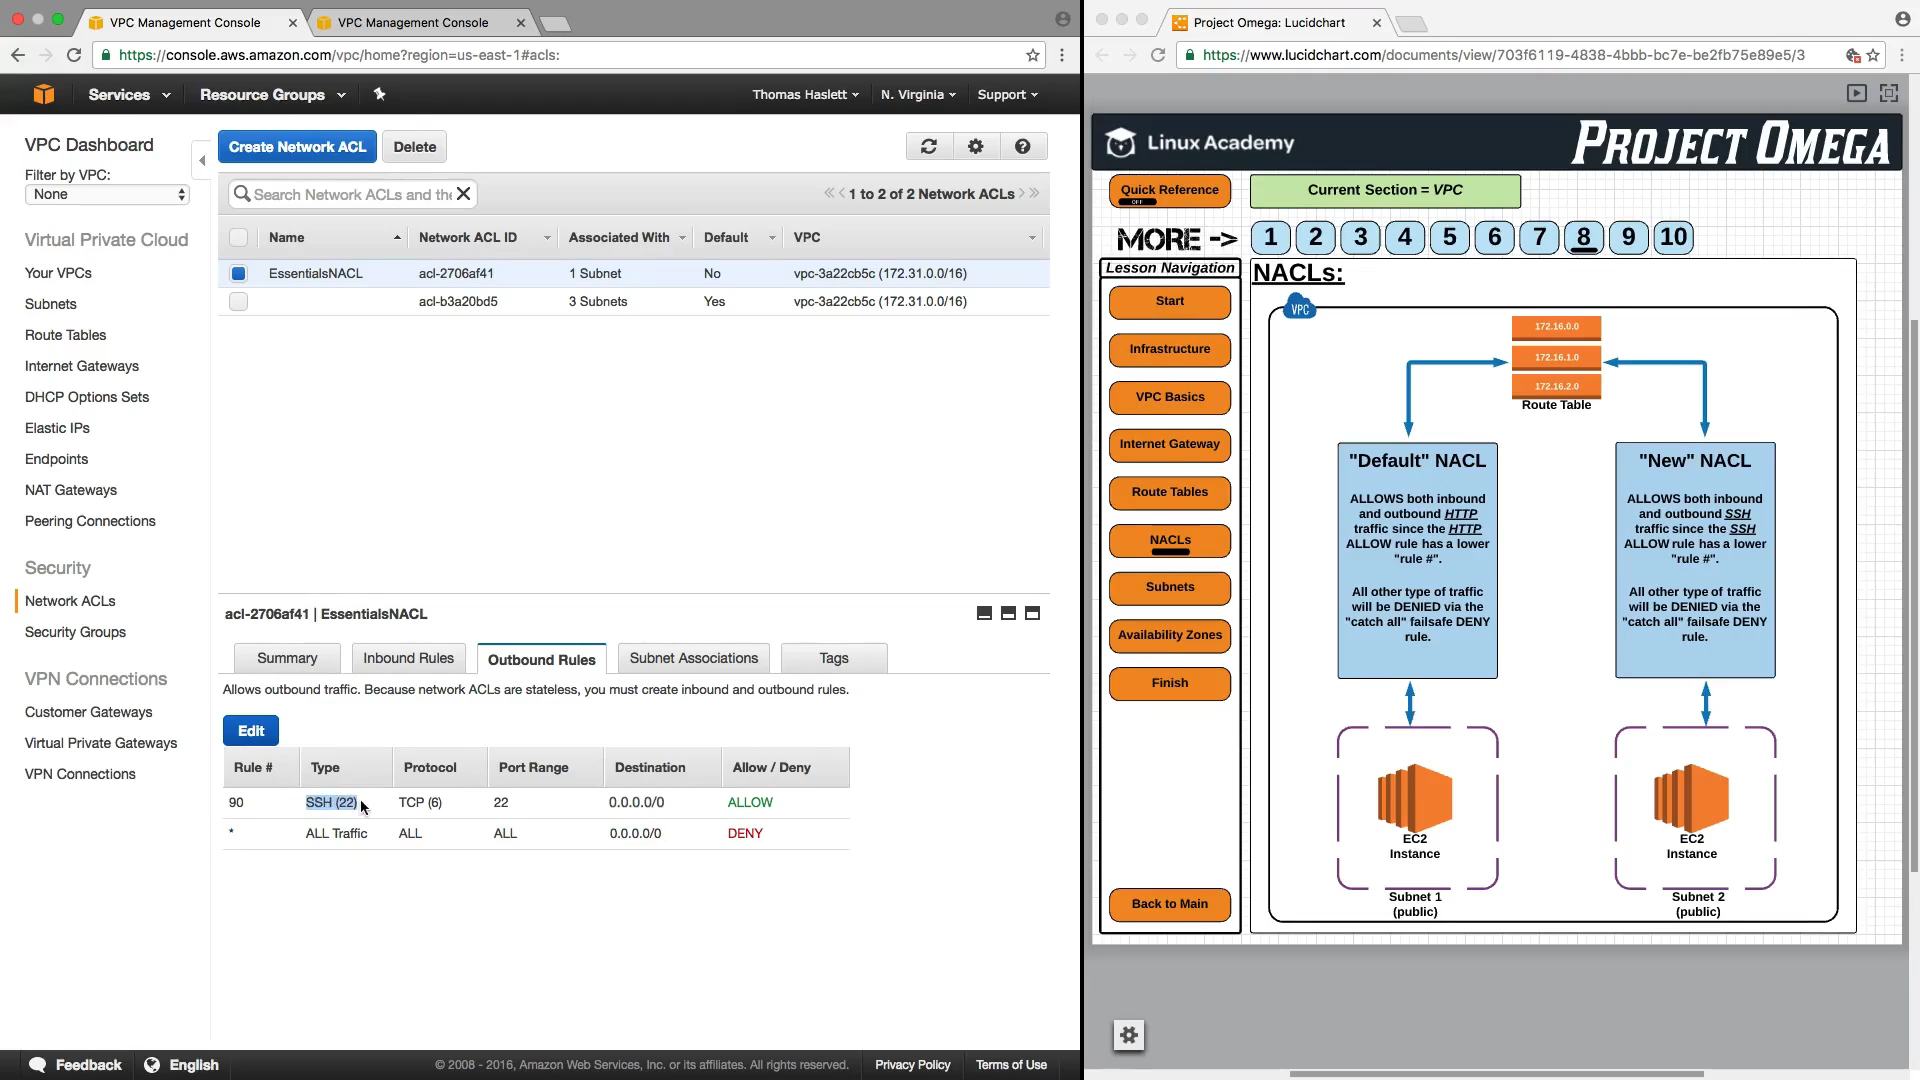 VPC Management Console
VPC Management Console
https://console.aws.amazon.com/vpc/home?region=us-east-1#acls:
Services
Resource Groups
Thomas Haslett
N. Virginia
Support
VPC Dashboard
Filter by VPC:
None
Virtual Private Cloud
Your VPCs
Subnets
Route Tables
Internet Gateways
DHCP Options Sets
Elastic IPs
Endpoints
NAT Gateways
Peering Connections
Security
Network ACLs
Security Groups
VPN Connections
Customer Gateways
Virtual Private Gateways
VPN Connections
Create Network ACL
Delete
Search Network ACLs and the
1 to 2 of 2 Network ACLs
Name Network ACL ID Associated With Default VPC
EssentialsNACL acl-2706af41 1 Subnet No vpc-3a22cb5c (172.31.0.0/16)
acl-b3a20bd5 3 Subnets Yes vpc-3a22cb5c (172.31.0.0/16)
acl-2706af41 | EssentialsNACL
Summary
Inbound Rules
Outbound Rules
Subnet Associations
Tags
Allows outbound traffic. Because network ACLs are stateless, you must create inbound and outbound rules.
Edit
Rule # Type Protocol Port Range Destination Allow / Deny
90 SSH (22) TCP (6) 22 0.0.0.0/0 ALLOW
* ALL Traffic ALL ALL 0.0.0.0/0 DENY
Feedback
English
© 2008 - 2016, Amazon Web Services, Inc. or its affiliates. All rights reserved.
Privacy Policy
Terms of Use
Project Omega: Lucidchart
https://www.lucidchart.com/documents/view/703f6119-4838-4bbb-bc7e-be2fb75e89e5/3
Linux Academy
PROJECT OMEGA
Quick Reference
OFF
Current Section = VPC
MORE ->
1 2 3 4 5 6 7 8 9 10
Lesson Navigation
Start
Infrastructure
VPC Basics
Internet Gateway
Route Tables
NACLs
Subnets
Availability Zones
Finish
Back to Main
NACLs:
VPC
172.16.0.0
172.16.1.0
172.16.2.0
Route Table
"Default" NACL
ALLOWS both inbound
and outbound HTTP
traffic since the HTTP
ALLOW rule has a lower
"rule #".
All other type of traffic
will be DENIED via the
"catch all" failsafe DENY
rule.
"New" NACL
ALLOWS both inbound
and outbound SSH
traffic since the SSH
ALLOW rule has a lower
"rule #".
All other type of traffic
will be DENIED via the
"catch all" failsafe DENY
rule.
EC2
Instance
Subnet 1
(public)
EC2
Instance
Subnet 2
(public)